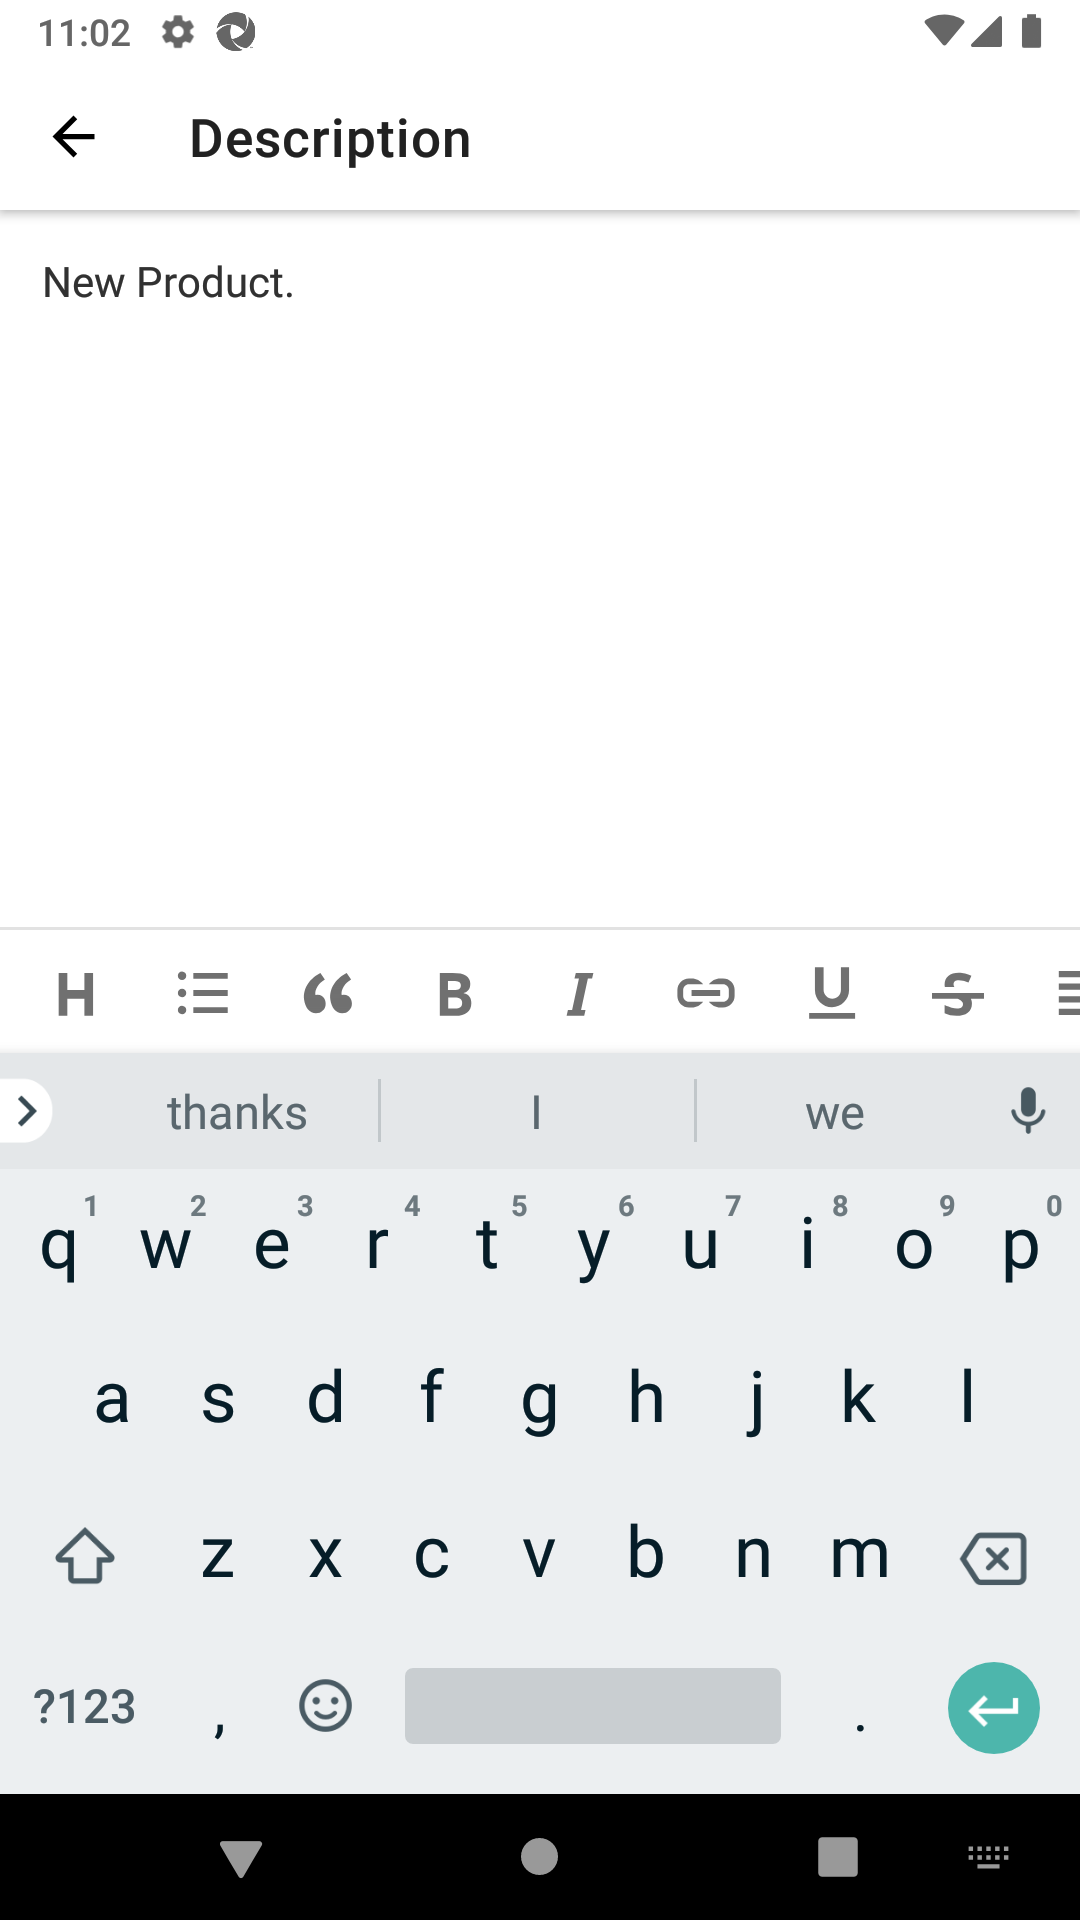 11:02
Description
New Product.
H B I U S
thanks I we
1 2 3 4 5 6 7 8 9 0
q w e r t y u i o p
a s d f g h j k l
z x c v b n m
?123 , .